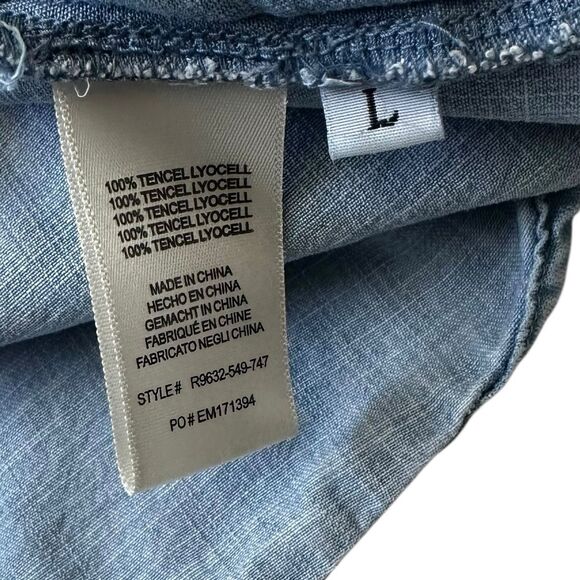 100% TENCEL LYOCELL
100% TENCEL LYOCELL
100% TENCEL LYOCELL
100% TENCEL LYOCELL
100% TENCEL LYOCELL
MADE IN CHINA
HECHO EN CHINA
GEMACHT IN CHINA
FABRIQUÉ EN CHINE
FABRICATO NEGLI CHINA
STYLE# R9632-549-747
PO# EM171394
L